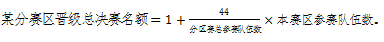 某分赛区晋级总决赛名额 = 1 + \frac{44}{分区赛总参赛队伍数} × 本赛区参赛队伍数.